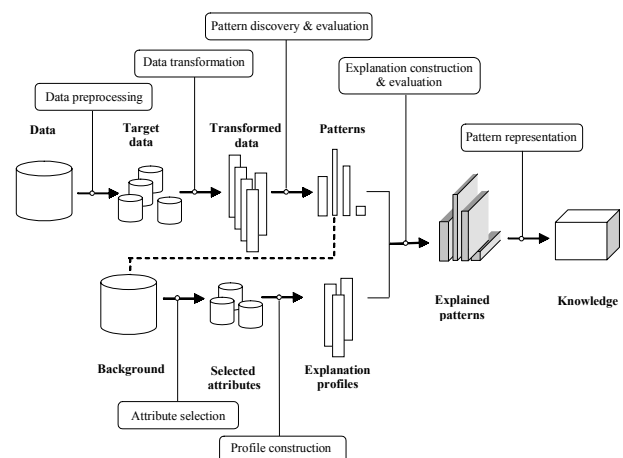 Pattern discovery & evaluation
Data transformation
Explanation construction
& evaluation
Data preprocessing
Pattern representation
Data
Target
data
Transformed
data
Patterns
Explained
patterns
Knowledge
Background
Selected
attributes
Explanation
profiles
Attribute selection
Profile construction